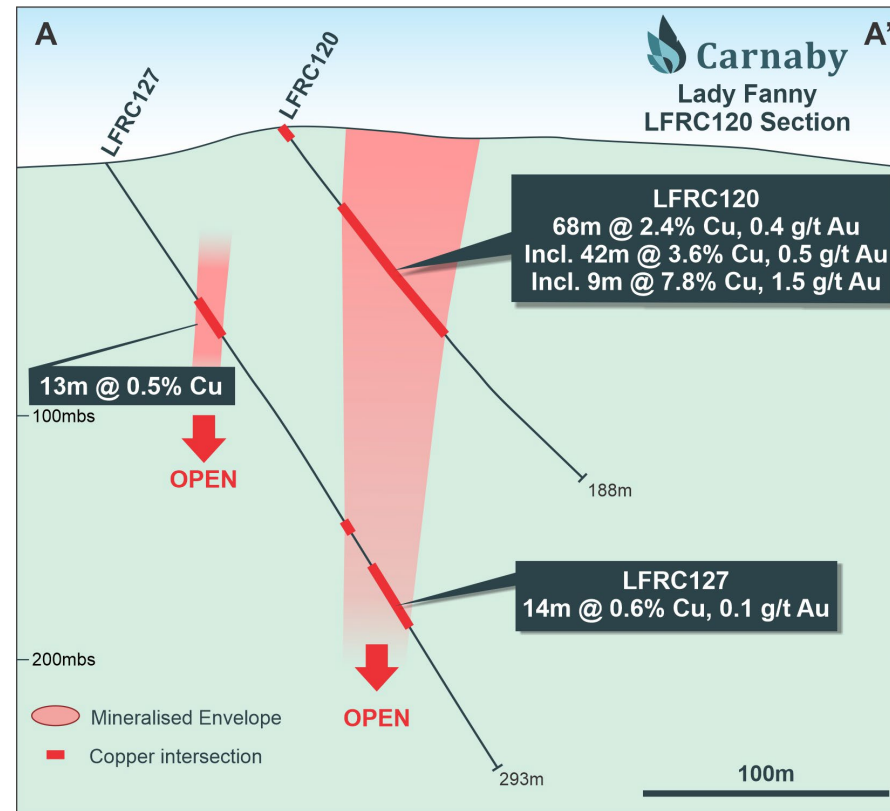 A
A’
LFRC127
LFRC120
Carnaby
Lady Fanny
LFRC120 Section
LFRC120
68m @ 2.4% Cu, 0.4 g/t Au
Incl. 42m @ 3.6% Cu, 0.5 g/t Au
Incl. 9m @ 7.8% Cu, 1.5 g/t Au
13m @ 0.5% Cu
100mbs
OPEN
188m
LFRC127
14m @ 0.6% Cu, 0.1 g/t Au
200mbs
OPEN
Mineralised Envelope
Copper intersection
293m
100m